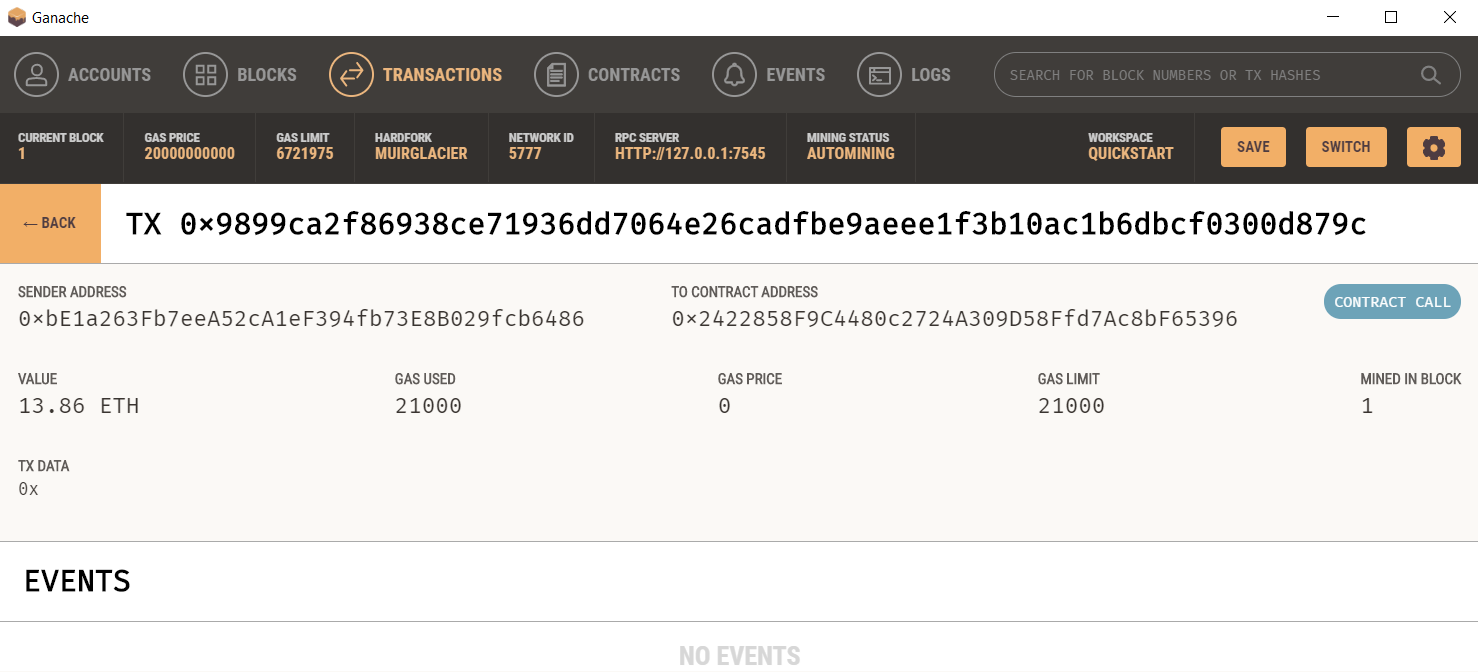 Ganache
ACCOUNTS BLOCKS TRANSACTIONS CONTRACTS EVENTS LOGS SEARCH FOR BLOCK NUMBERS OR TX HASHES
CURRENT BLOCK GAS PRICE GAS LIMIT HARDFORK NETWORK ID RPC SERVER MINING STATUS WORKSPACE
1 20000000000 6721975 MUIRGLACIER 5777 HTTP://127.0.0.1:7545 AUTOMINING QUICKSTART SAVE SWITCH
← BACK TX 0×9899ca2f86938ce71936dd7064e26cadfbe9aeee1f3b10ac1b6dbcf0300d879c
SENDER ADDRESS TO CONTRACT ADDRESS
0×bE1a263Fb7eeA52cA1eF394fb73E8B029fcb6486 0×2422858F9C4480c2724A309D58Ffd7Ac8bF65396 CONTRACT CALL
VALUE GAS USED GAS PRICE GAS LIMIT MINED IN BLOCK
13.86 ETH 21000 0 21000 1
TX DATA
0x
EVENTS
NO EVENTS